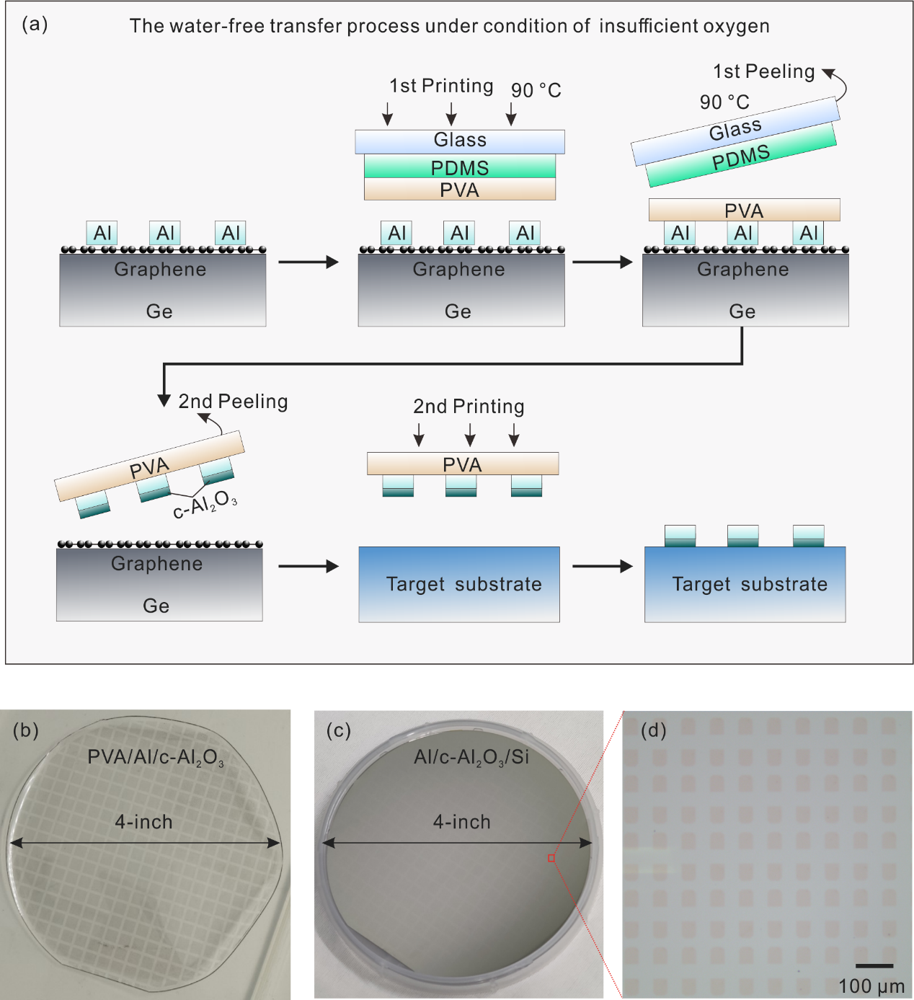 (a)
The water-free transfer process under condition of insufficient oxygen
1st Printing 90 °C
Glass
PDMS
PVA
1st Peeling
90 °C
Glass
PDMS
PVA
Al Al Al
Graphene
Ge
Al Al Al
Graphene
Ge
Al Al Al
Graphene
Ge
2nd Peeling
PVA
c-Al₂O₃
Graphene
Ge
2nd Printing
PVA
Target substrate
Target substrate
(b)
PVA/Al/c-Al₂O₃
4-inch
(c)
Al/c-Al₂O₃/Si
4-inch
(d)
100 µm